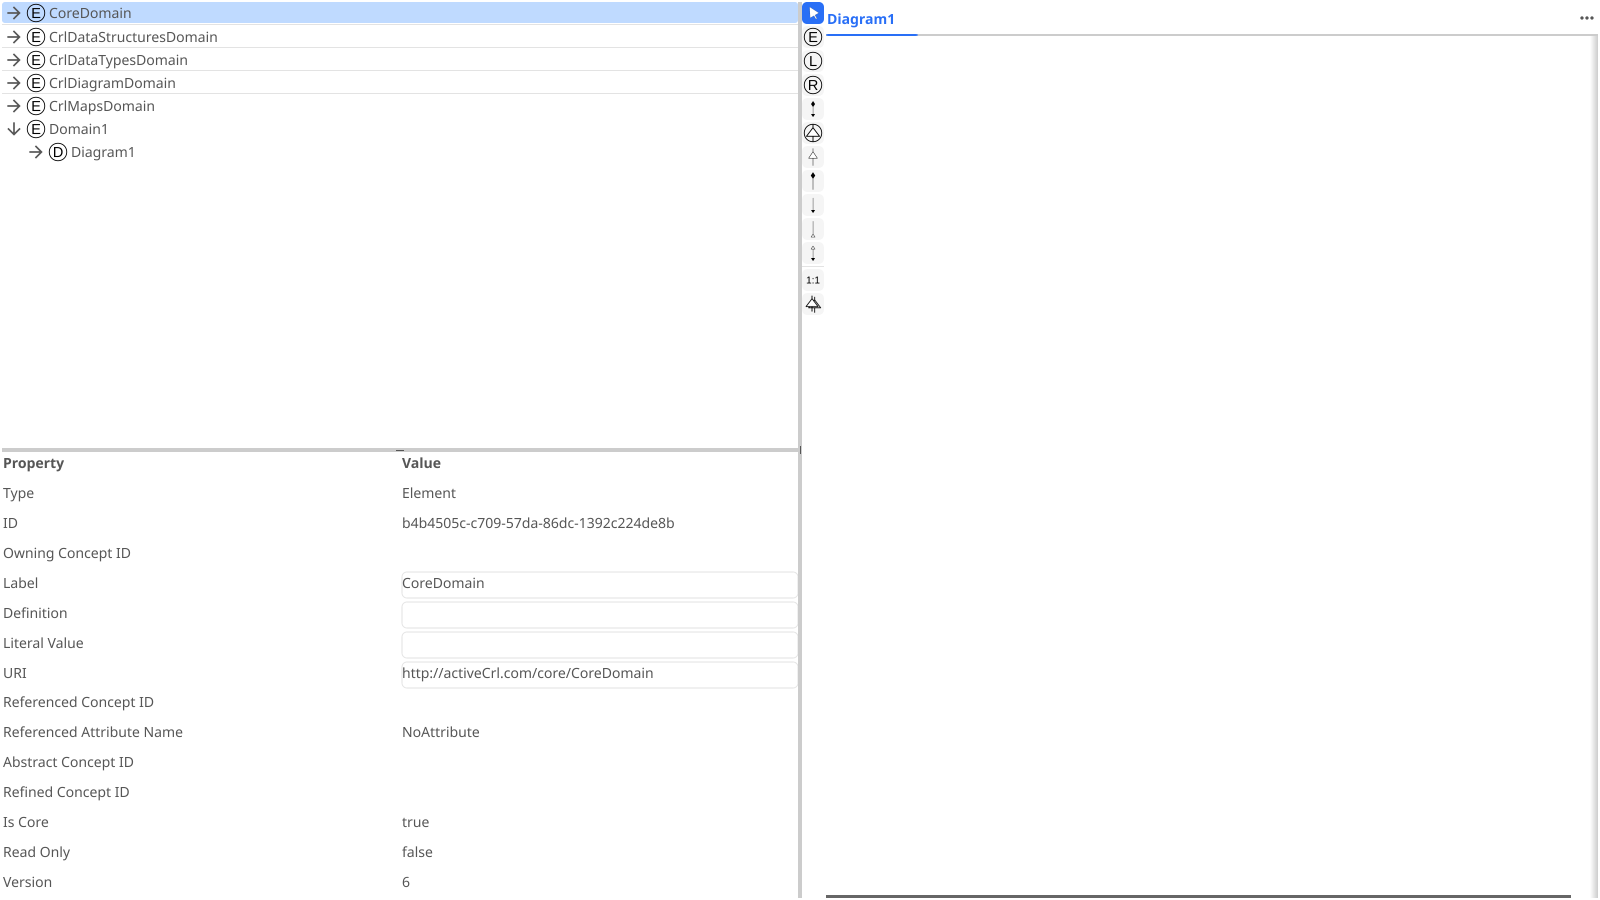 E CoreDomain
E CrlDataStructuresDomain
E CrlDataTypesDomain
E CrlDiagramDomain
E CrlMapsDomain
E Domain1
D Diagram1
Property Value
Type Element
ID b4b4505c-c709-57da-86dc-1392c224de8b
Owning Concept ID
Label CoreDomain
Definition
Literal Value
URI http://activeCrl.com/core/CoreDomain
Referenced Concept ID
Referenced Attribute Name NoAttribute
Abstract Concept ID
Refined Concept ID
Is Core true
Read Only false
Version 6
E
L
R
1:1
Diagram1